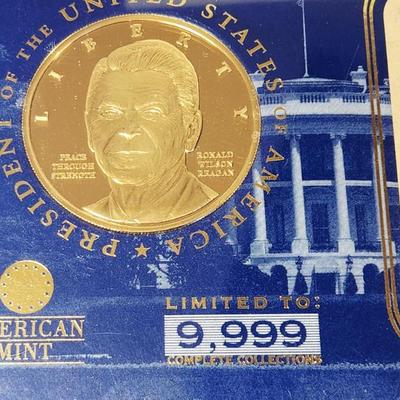 PRESIDENT OF THE UNITED STATES OF AMERICA ★
LIBERTY
PEACE
THROUGH
STRENGTH
RONALD
WILSON
REAGAN
ERICAN
MINT
LIMITED TO:
9,999
COMPLETE COLLECTIONS